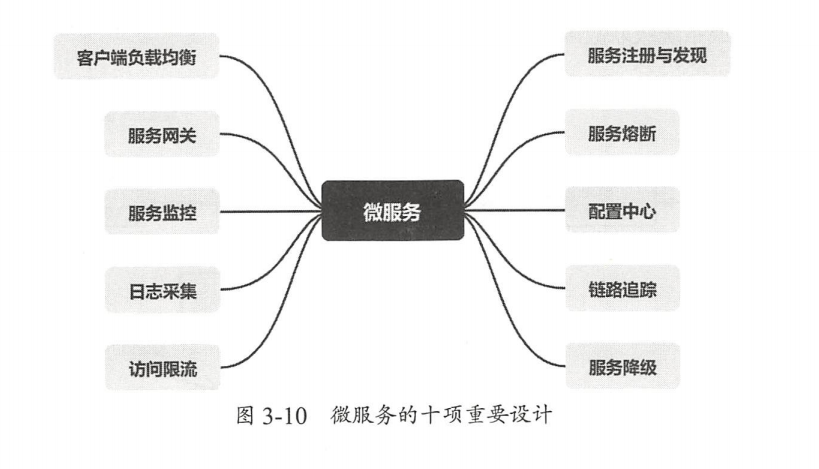 客户端负载均衡
服务网关
服务监控
日志采集
访问限流
微服务
服务注册与发现
服务熔断
配置中心
链路追踪
服务降级
图 3-10 微服务的十项重要设计